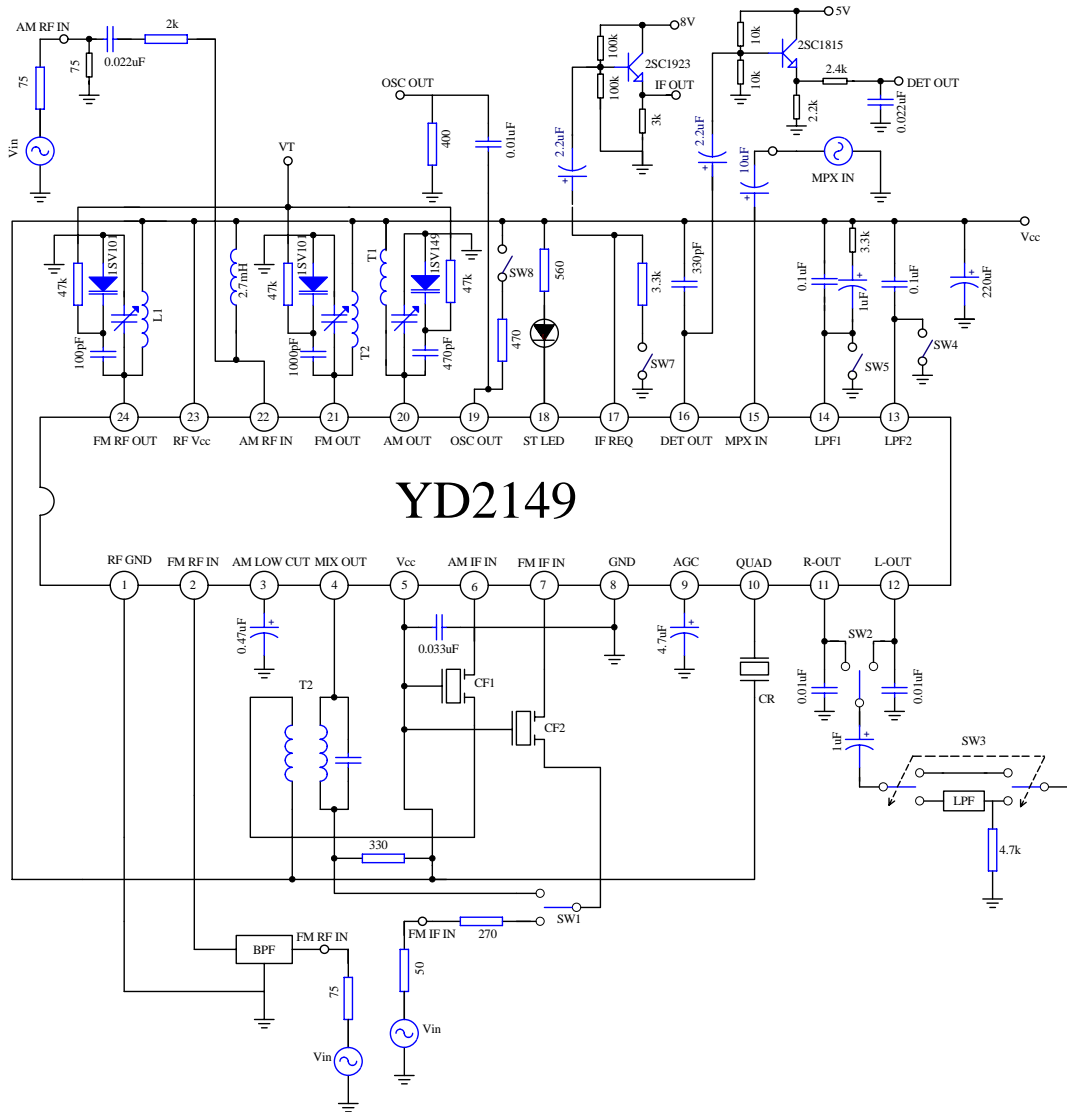 AM RF IN
2k
0.022uF
75
75
Vin
OSC OUT
400
0.01uF
VT
8V
100k
100k
2SC1923
IF OUT
3k
2.2uF
5V
10k
10k
2SC1815
2.4k
DET OUT
2.2k
0.022uF
2.2uF
10uF
MPX IN
Vcc
47k
1SV101
100pF
L1
2.7mH
47k
1SV101
1000pF
T2
T1
1SV149
47k
470pF
SW8
470
560
3.3k
SW7
330pF
0.1uF
3.3k
1uF
SW5
0.1uF
SW4
220uF
24
23
22
21
20
19
18
17
16
15
14
13
FM RF OUT
RF Vcc
AM RF IN
FM OUT
AM OUT
OSC OUT
ST LED
IF REQ
DET OUT
MPX IN
LPF1
LPF2
YD2149
RF GND
FM RF IN
AM LOW CUT
MIX OUT
Vcc
AM IF IN
FM IF IN
GND
AGC
QUAD
R-OUT
L-OUT
1
2
3
4
5
6
7
8
9
10
11
12
0.47uF
0.033uF
4.7uF
CR
SW2
0.01uF
0.01uF
1uF
T2
CF1
CF2
SW3
LPF
4.7k
330
SW1
FM IF IN
270
50
Vin
BPF
FM RF IN
75
Vin